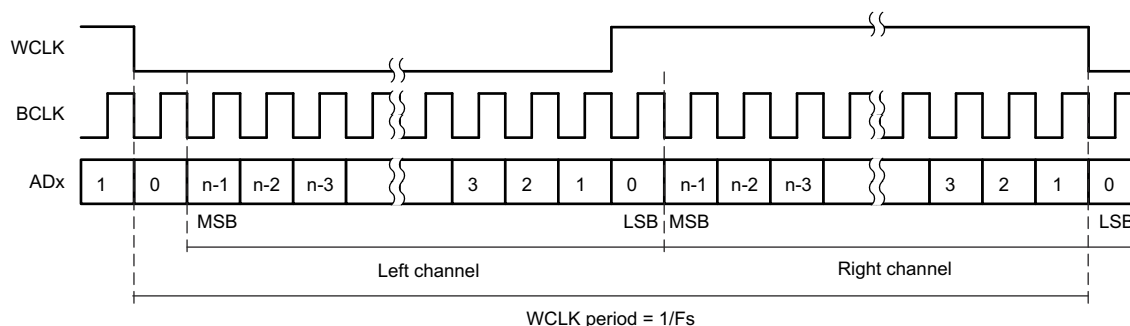 WCLK
BCLK
ADx 1 0 n-1 n-2 n-3 3 2 1 0 n-1 n-2 n-3 3 2 1 0
MSB LSB MSB LSB
Left channel Right channel
WCLK period = 1/Fs